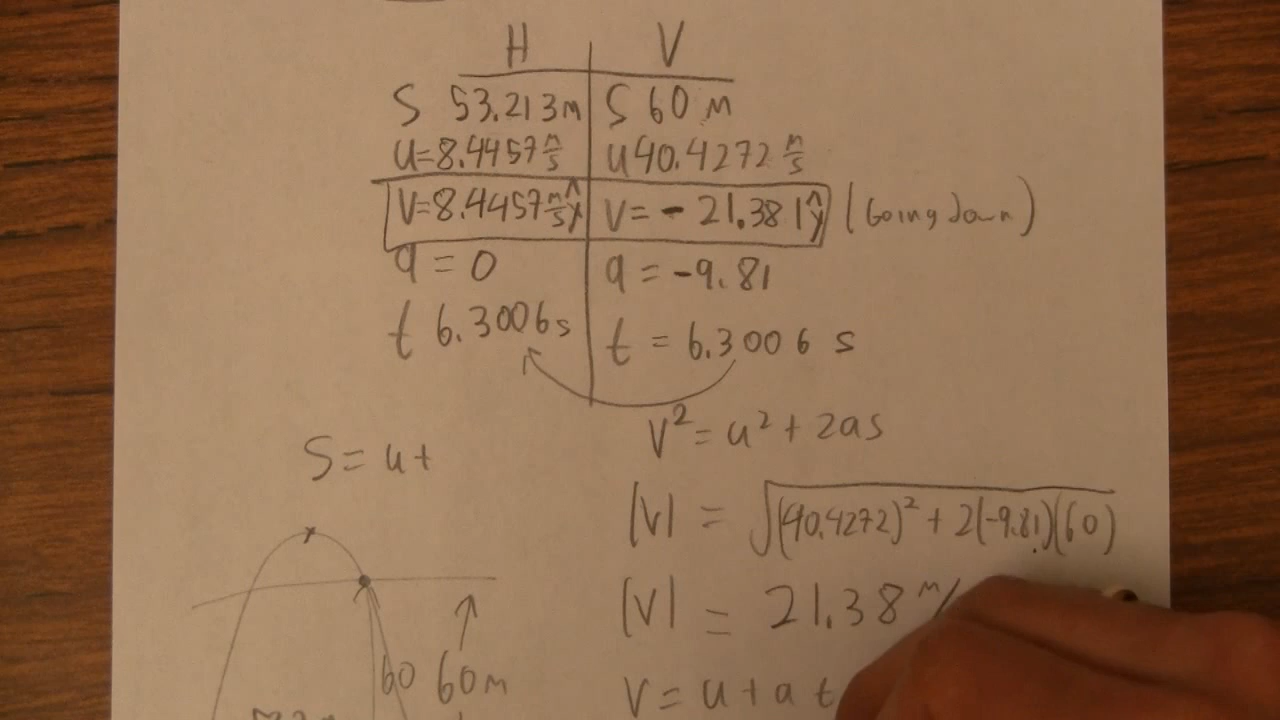 H V
S 53.213m S 60 m
u=8.4457 m/s u 40.4272 m/s
V=8.4457 m/s x̂ V= - 21.381 ŷ (Going down)
a = 0 a = -9.81
t 6.3006s t = 6.3006 s
V² = u² + 2as
S = ut
|V| = √(40.4272)² + 2(-9.81)(60)
|V| = 21.38 m/
60 60m
V = u + a t